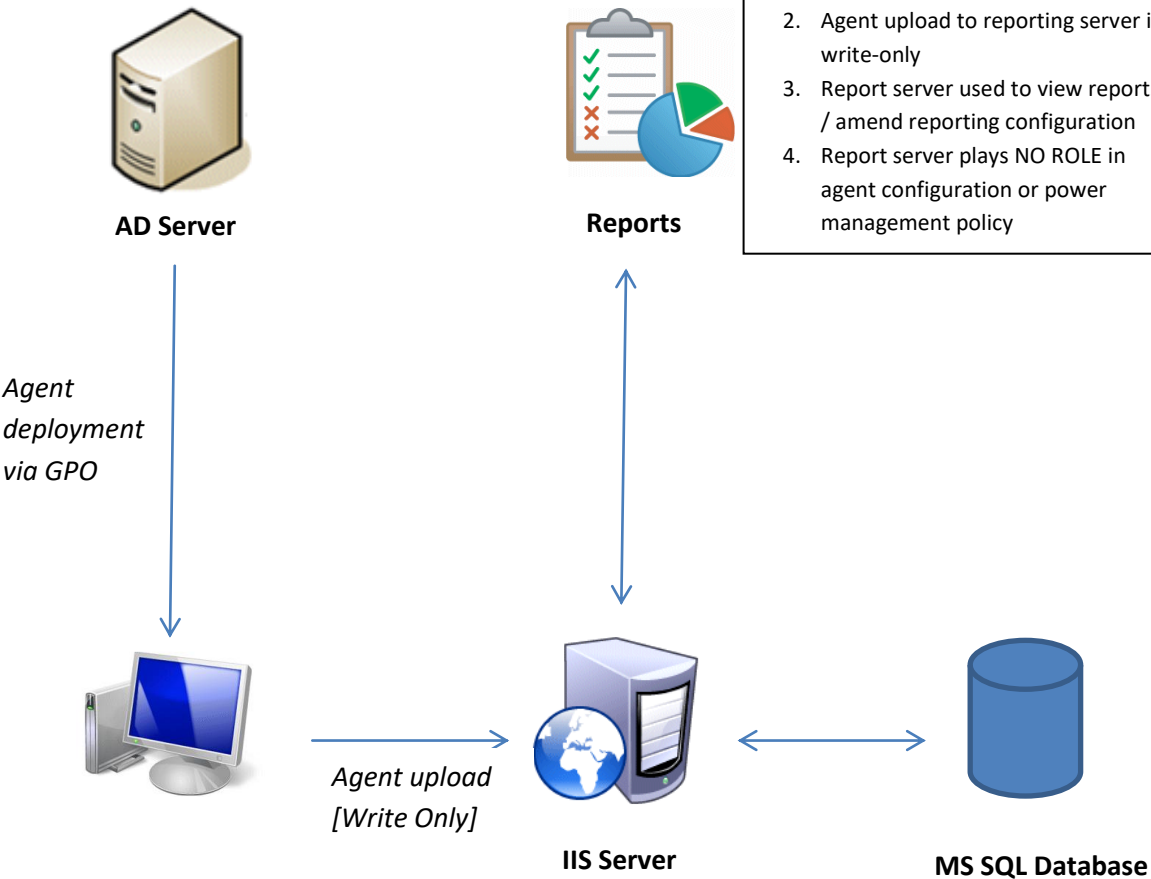 2. Agent upload to reporting server i
write-only
3. Report server used to view report
/ amend reporting configuration
4. Report server plays NO ROLE in
agent configuration or power
management policy
AD Server
Reports
Agent
deployment
via GPO
Agent upload
[Write Only]
IIS Server
MS SQL Database